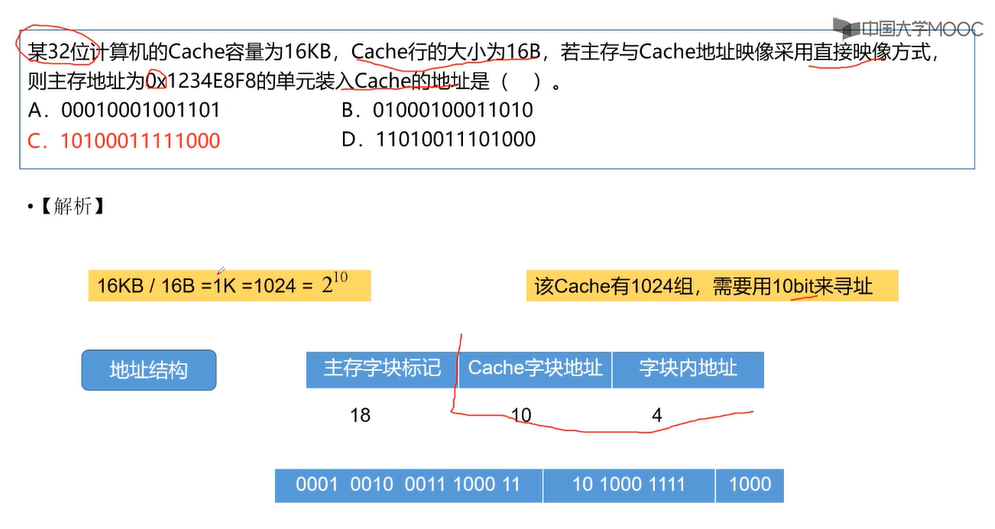 中国大学MOOC
某32位计算机的Cache容量为16KB，Cache行的大小为16B，若主存与Cache地址映像采用直接映像方式，
则主存地址为0x1234E8F8的单元装入Cache的地址是（ ）。
A．00010001001101 B．01000100011010
C．10100011111000 D．11010011101000
•【解析】
16KB / 16B =1K =1024 = 2^10
该Cache有1024组，需要用10bit来寻址
地址结构
主存字块标记 Cache字块地址 字块内地址
18 10 4
0001 0010 0011 1000 11 10 1000 1111 1000